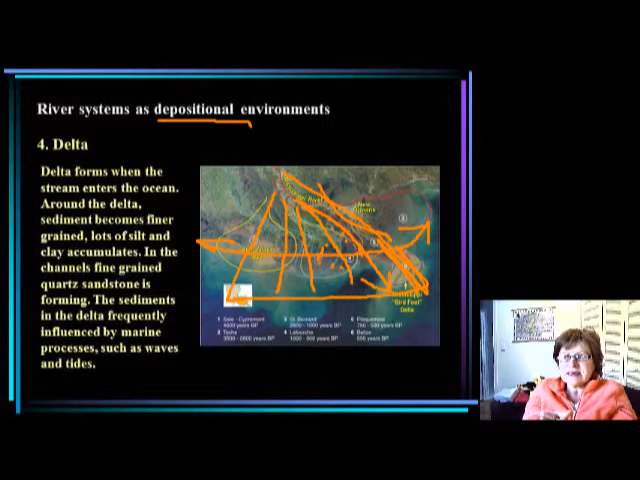 River systems as depositional environments
4. Delta
Delta forms when the
stream enters the ocean.
Around the delta,
sediment becomes finer
grained, lots of silt and
clay accumulates. In the
channels fine grained
quartz sandstone is
forming. The sediments
in the delta frequently
influenced by marine
processes, such as waves
and tides.
River
New
Orleans
Mississippi
"Bird Feet"
Delta
1 Sale - Cypremort
4600 years BP
2 Teche
3500 - 2800 years BP
3 St. Bernard
2800 - 1000 years BP
4 Lafourche
1000 - 300 years BP
5 Plaquemines
750 - 500 years BP
6 Balize
550 years BP